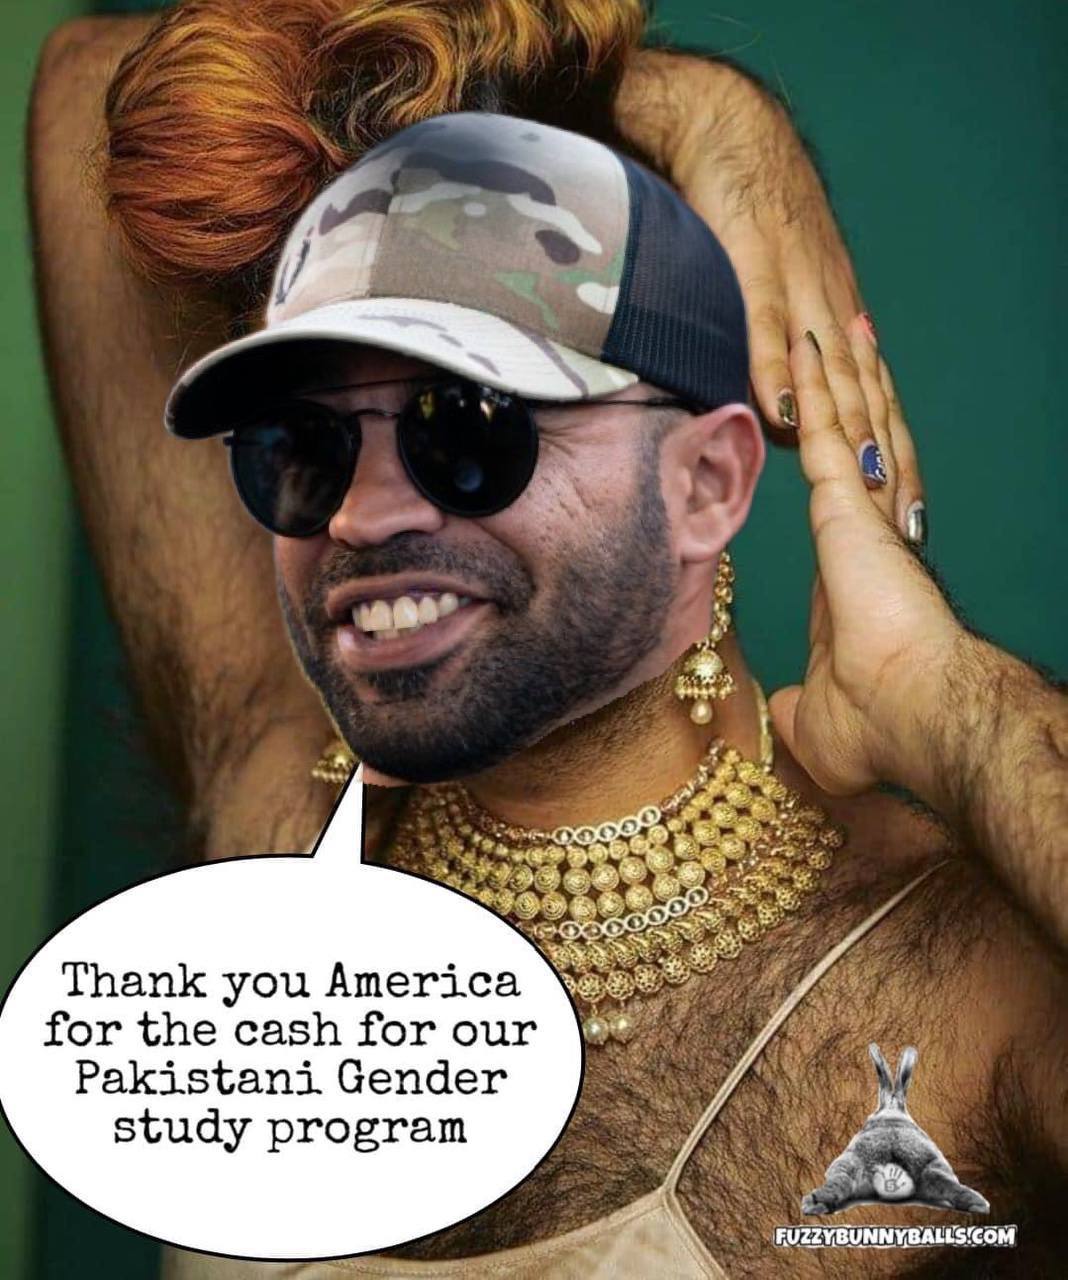 Thank you America
for the cash for our
Pakistani Gender
study program
FUZZYBUNNYBALLS.COM